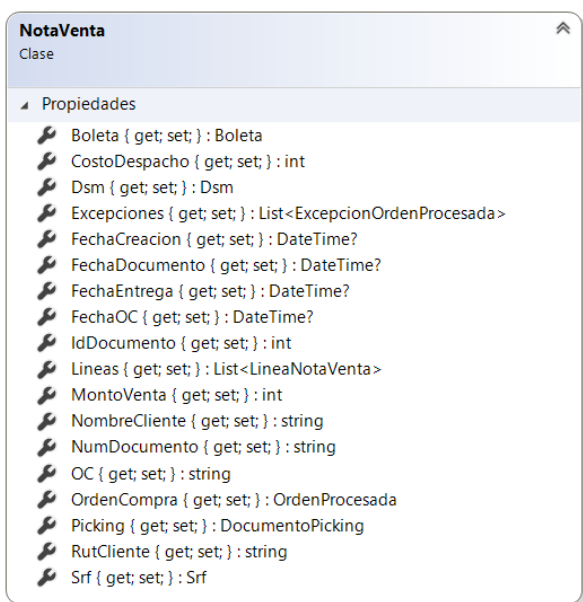 NotaVenta
Clase
Propiedades
Boleta { get; set; } : Boleta
CostoDespacho { get; set; } : int
Dsm { get; set; } : Dsm
Excepciones { get; set; } : List<ExcepcionOrdenProcesada>
FechaCreacion { get; set; } : DateTime?
FechaDocumento { get; set; } : DateTime?
FechaEntrega { get; set; } : DateTime?
FechaOC { get; set; } : DateTime?
IdDocumento { get; set; } : int
Lineas { get; set; } : List<LineaNotaVenta>
MontoVenta { get; set; } : int
NombreCliente { get; set; } : string
NumDocumento { get; set; } : string
OC { get; set; } : string
OrdenCompra { get; set; } : OrdenProcesada
Picking { get; set; } : DocumentoPicking
RutCliente { get; set; } : string
Srf { get; set; } : Srf